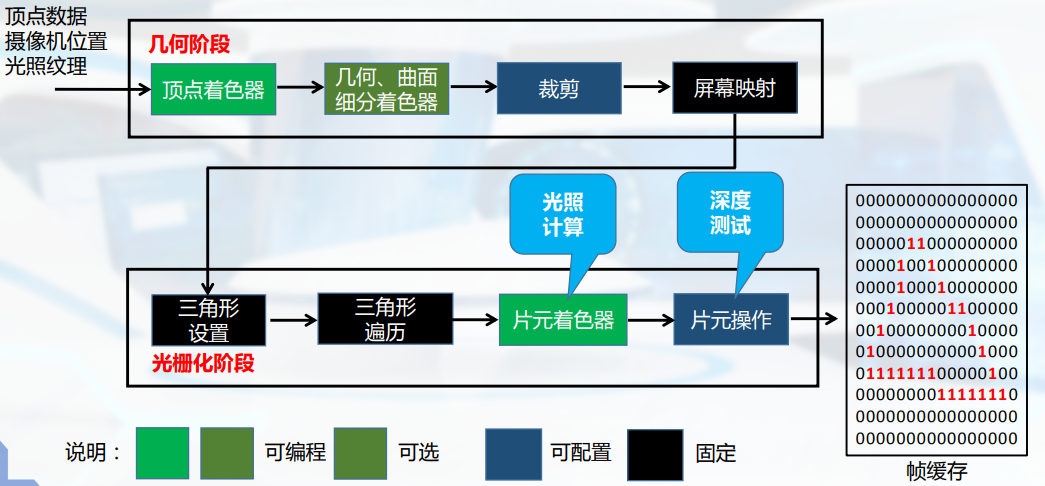 顶点数据
摄像机位置
光照纹理
几何阶段
顶点着色器
几何、曲面
细分着色器
裁剪
屏幕映射
光照
计算
深度
测试
三角形
设置
三角形
遍历
片元着色器
片元操作
光栅化阶段
0000000000000000
0000000000000000
0000011000000000
0000100100000000
0000100010000000
0001000001100000
0010000000010000
0100000000001000
0111111100000100
0000000011111110
0000000000000000
0000000000000000
帧缓存
说明：
可编程
可选
可配置
固定